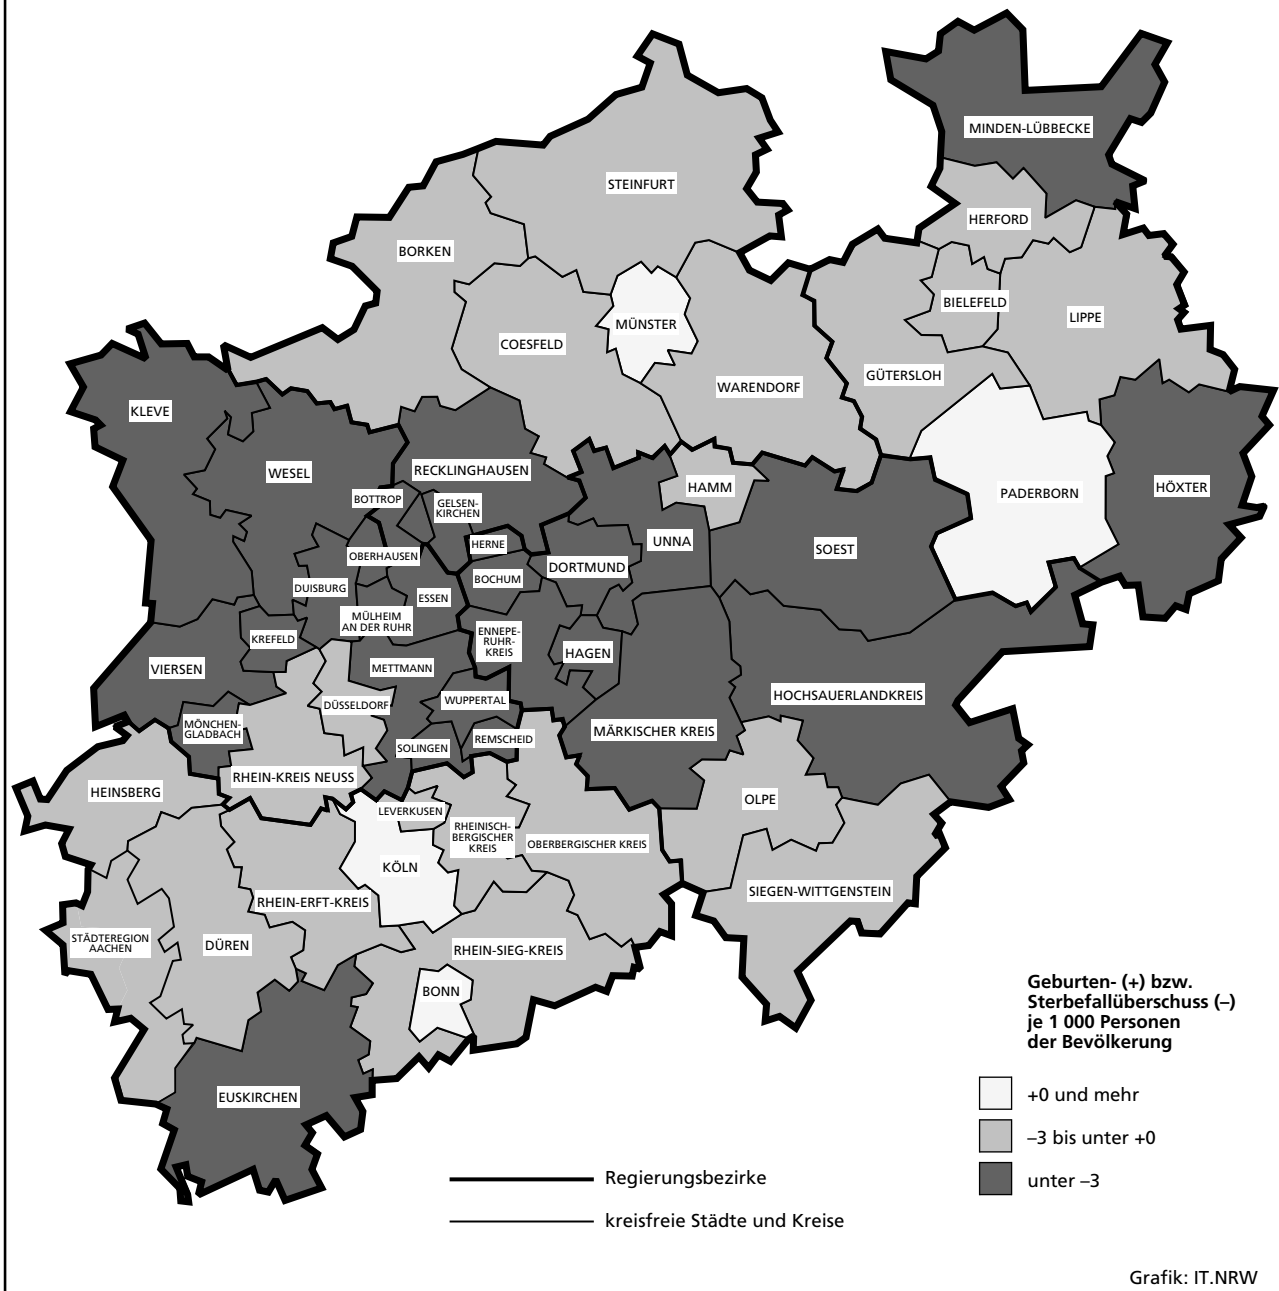 MINDEN-LÜBBECKE
STEINFURT
HERFORD
BORKEN
BIELEFELD
LIPPE
MÜNSTER
COESFELD
GÜTERSLOH
WARENDORF
KLEVE
WESEL
RECKLINGHAUSEN
HAMM
HÖXTER
PADERBORN
BOTTROP
GELSEN-
KIRCHEN
UNNA
HERNE
SOEST
OBERHAUSEN
DORTMUND
BOCHUM
DUISBURG
ESSEN
MÜLHEIM
AN DER RUHR
KREFELD
ENNEPE-
RUHR-
KREIS
HAGEN
VIERSEN
METTMANN
HOCHSAUERLANDKREIS
WUPPERTAL
DÜSSELDORF
MÖNCHEN-
GLADBACH
MÄRKISCHER KREIS
REMSCHEID
SOLINGEN
RHEIN-KREIS NEUSS
HEINSBERG
OLPE
LEVERKUSEN
RHEINISCH-
BERGISCHER
KREIS
OBERBERGISCHER KREIS
KÖLN
SIEGEN-WITTGENSTEIN
RHEIN-ERFT-KREIS
STÄDTEREGION
AACHEN
DÜREN
RHEIN-SIEG-KREIS
BONN
EUSKIRCHEN
Geburten- (+) bzw.
Sterbefallüberschuss (–)
je 1 000 Personen
der Bevölkerung
+0 und mehr
–3 bis unter +0
unter –3
Regierungsbezirke
kreisfreie Städte und Kreise
Grafik: IT.NRW